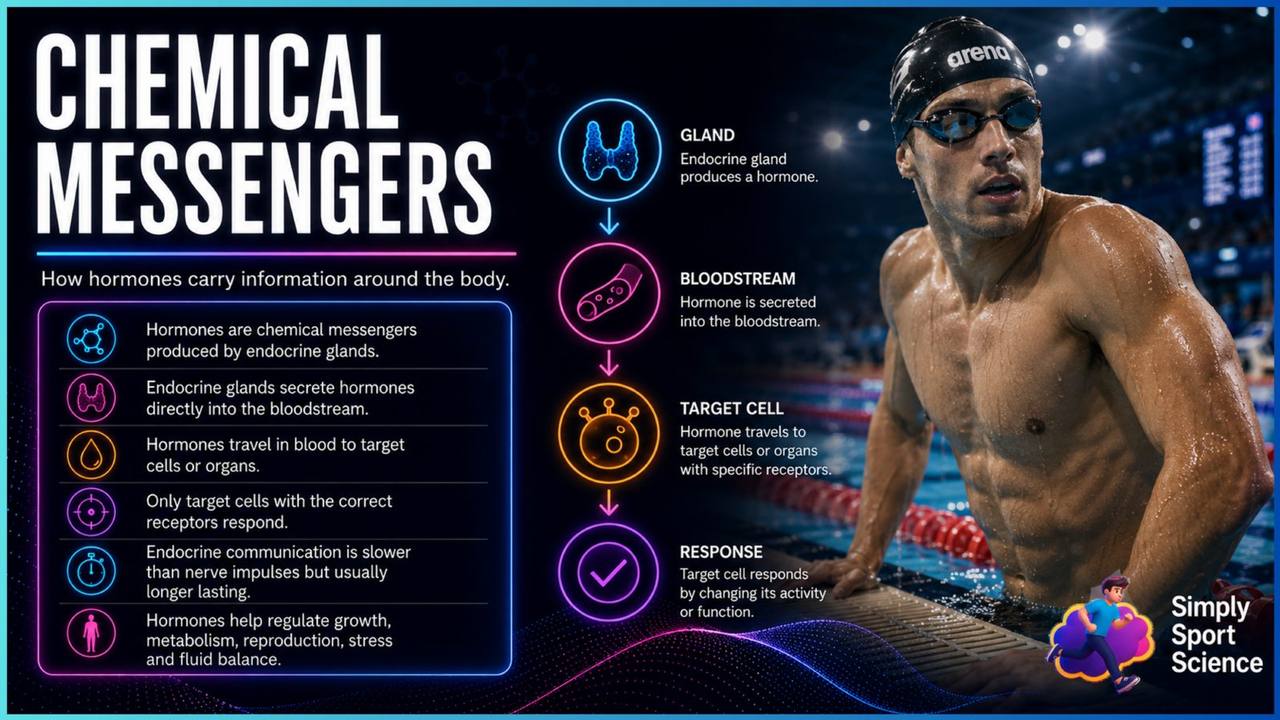 CHEMICAL
MESSENGERS
How hormones carry information around the body.
Hormones are chemical messengers
produced by endocrine glands.
Endocrine glands secrete hormones
directly into the bloodstream.
Hormones travel in blood to target
cells or organs.
Only target cells with the correct
receptors respond.
Endocrine communication is slower
than nerve impulses but usually
longer lasting.
Hormones help regulate growth,
metabolism, reproduction, stress
and fluid balance.
GLAND
Endocrine gland
produces a hormone.
BLOODSTREAM
Hormone is secreted
into the bloodstream.
TARGET CELL
Hormone travels to
target cells or organs
with specific receptors.
RESPONSE
Target cell responds
by changing its activity
or function.
arena
Simply
Sport
Science